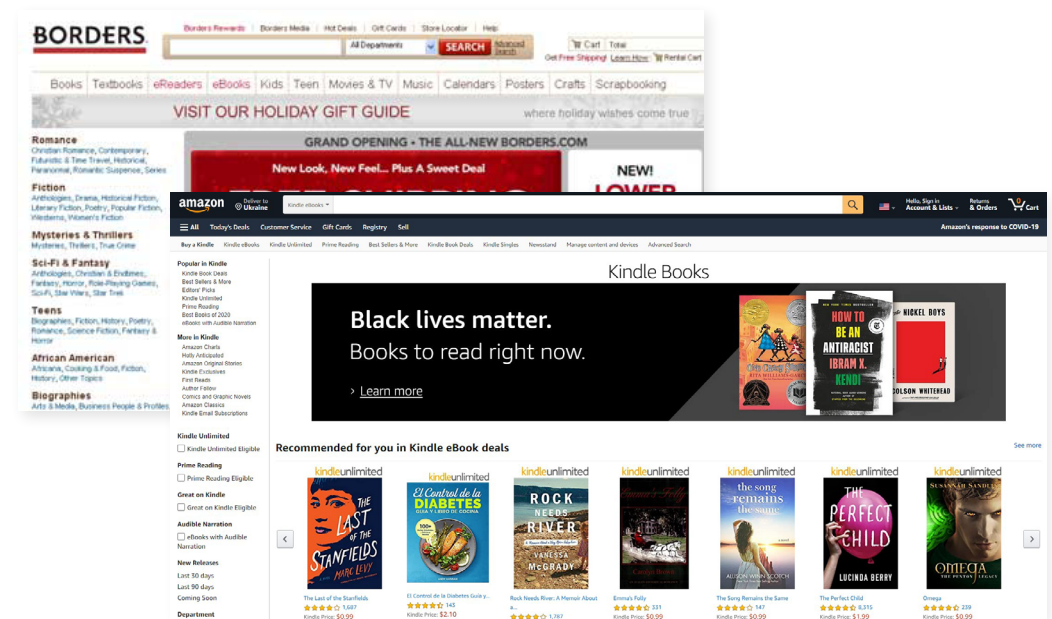 BORDERS.
Borders Rewards | Borders Media | Hot Deals | Gift Cards | Store Locator | Help
All Departments
SEARCH
Advanced Search
Cart Total
Get Free Shipping! Learn How Rental Cart
Books Textbooks eReaders eBooks Kids Teen Movies & TV Music Calendars Posters Crafts Scrapbooking
VISIT OUR HOLIDAY GIFT GUIDE
where holiday wishes come true
GRAND OPENING • THE ALL-NEW BORDERS.COM
New Look, New Feel... Plus A Sweet Deal
NEW!
LOWER
Romance
Christian Romance, Contemporary,
Futuristic & Time Travel, Historical,
Paranormal, Romantic Suspense, Series
Fiction
Anthologies, Drama, Historical Fiction,
Literary Fiction, Poetry, Popular Fiction,
Westerns, Women's Fiction
Mysteries & Thrillers
Mysteries, Thrillers, True Crime
Sci-Fi & Fantasy
Anthologies, Christian & Endtimes,
Fantasy, Horror, Role-Playing Games,
Sci-Fi, Star Wars, Star Trek
Teens
Biographies, Fiction, History, Poetry,
Romance, Science Fiction, Fantasy &
Horror
African American
Africana, Cooking & Food, Fiction,
History, Other Topics
Biographies
Arts & Media, Business People & Profiles,
amazon
Deliver to
Ukraine
Kindle eBooks
Hello, Sign in
Account & Lists
Returns
& Orders
0
Cart
All Today's Deals Customer Service Gift Cards Registry Sell
Amazon's response to COVID-19
Buy a Kindle Kindle eBooks Kindle Unlimited Prime Reading Best Sellers & More Kindle Book Deals Kindle Singles Newsstand Manage content and devices Advanced Search
Popular in Kindle
Kindle Book Deals
Best Sellers & More
Editors' Picks
Kindle Unlimited
Prime Reading
Best Books of 2020
eBooks with Audible Narration
More in Kindle
Amazon Charts
Hotly Anticipated
Amazon Original Stories
Kindle Exclusives
First Reads
Author Follow
Comics and Graphic Novels
Amazon Classics
Kindle Email Subscriptions
Kindle Unlimited
Kindle Unlimited Eligible
Prime Reading
Prime Reading Eligible
Great on Kindle
Great on Kindle Eligible
Audible Narration
eBooks with Audible
Narration
New Releases
Last 30 days
Last 90 days
Coming Soon
Department
Kindle Books
Black lives matter.
Books to read right now.
› Learn more
RITA WILLIAMS-GARCIA
HOW TO
BE AN
ANTIRACIST
IBRAM X.
KENDI
NICKEL BOYS
COLSON WHITEHEAD
Recommended for you in Kindle eBook deals
See more
kindleunlimited
THE
LAST
OF THE
STANFIELDS
MARC LEVY
The Last of the Stanfields
1,687
Kindle Price: $0.99
kindleunlimited
El Control de la
DIABETES
GUÍA Y LIBRO DE COCINA
100+
El Control de la Diabetes Guía y...
143
Kindle Price: $2.10
kindleunlimited
ROCK
NEEDS
RIVER
VANESSA
McGRADY
Rock Needs River: A Memoir About
a...
1,787
kindleunlimited
Emma's Folly
Emma's Folly
331
Kindle Price: $0.99
kindleunlimited
the song
remains
the same
ALLISON WINN SCOTCH
The Song Remains the Same
147
Kindle Price: $0.99
kindleunlimited
THE
PERFECT
CHILD
LUCINDA BERRY
The Perfect Child
8,315
Kindle Price: $1.99
kindleunlimited
OMEGA
THE PENTON LEGACY
Omega
239
Kindle Price: $0.99